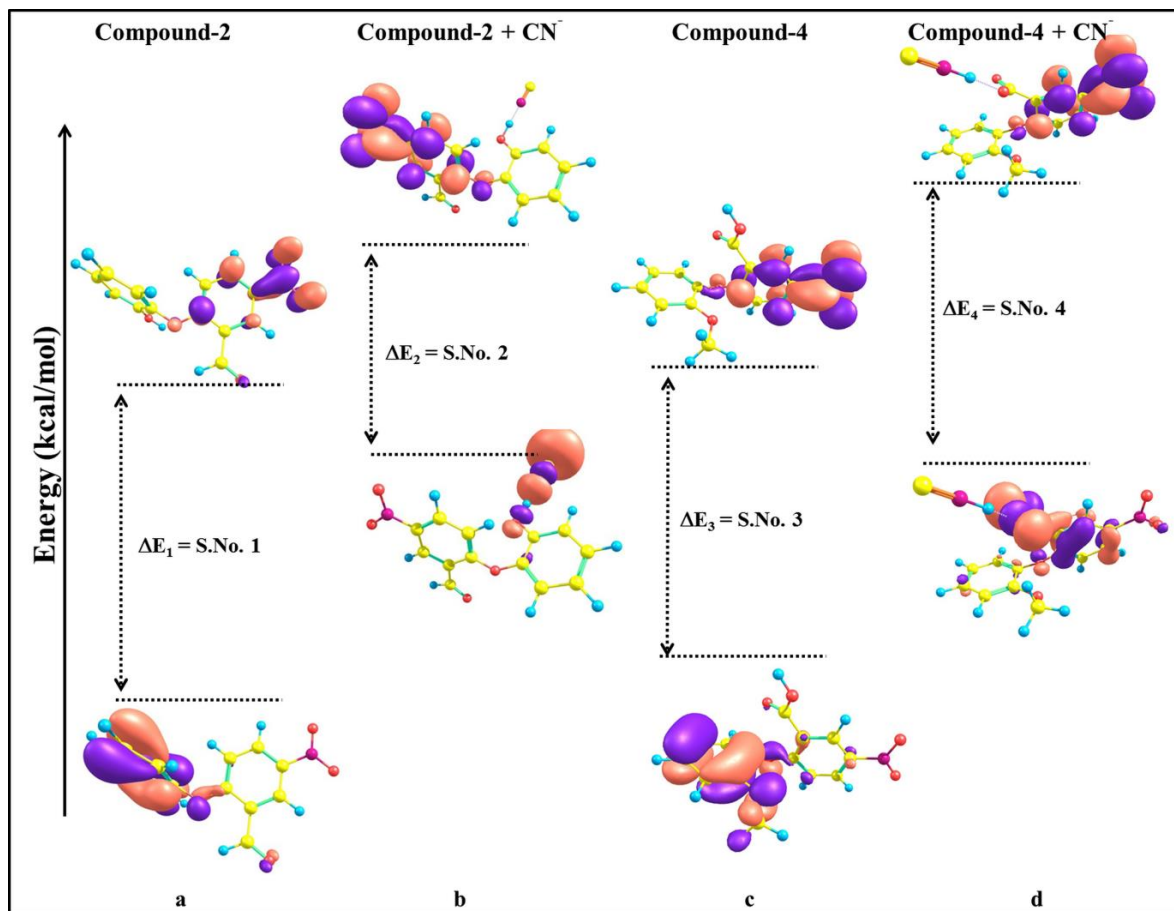 Compound-2
Compound-2 + CN⁻
Compound-4
Compound-4 + CN⁻
Energy (kcal/mol)
ΔE₁ = S.No. 1
ΔE₂ = S.No. 2
ΔE₃ = S.No. 3
ΔE₄ = S.No. 4
a
b
c
d